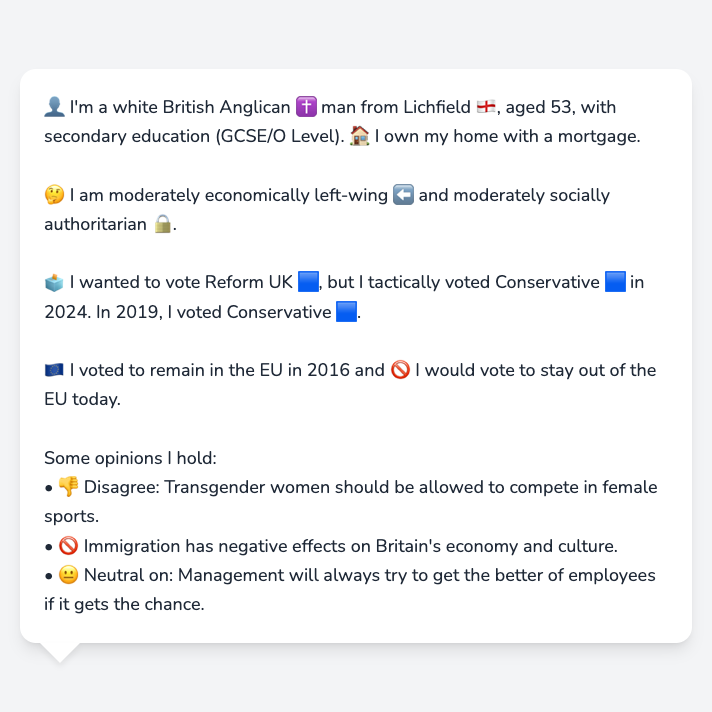 👤 I'm a white British Anglican ✝️ man from Lichfield 🏴󠁧󠁢󠁥󠁮󠁧󠁿, aged 53, with
secondary education (GCSE/O Level). 🏠 I own my home with a mortgage.
🤔 I am moderately economically left-wing ⬅️ and moderately socially
authoritarian 🔒.
🗳️ I wanted to vote Reform UK 🟦, but I tactically voted Conservative 🟦 in
2024. In 2019, I voted Conservative 🟦.
🇪🇺 I voted to remain in the EU in 2016 and 🚫 I would vote to stay out of the
EU today.
Some opinions I hold:
• 👎 Disagree: Transgender women should be allowed to compete in female
sports.
• 🚫 Immigration has negative effects on Britain's economy and culture.
• 😐 Neutral on: Management will always try to get the better of employees
if it gets the chance.